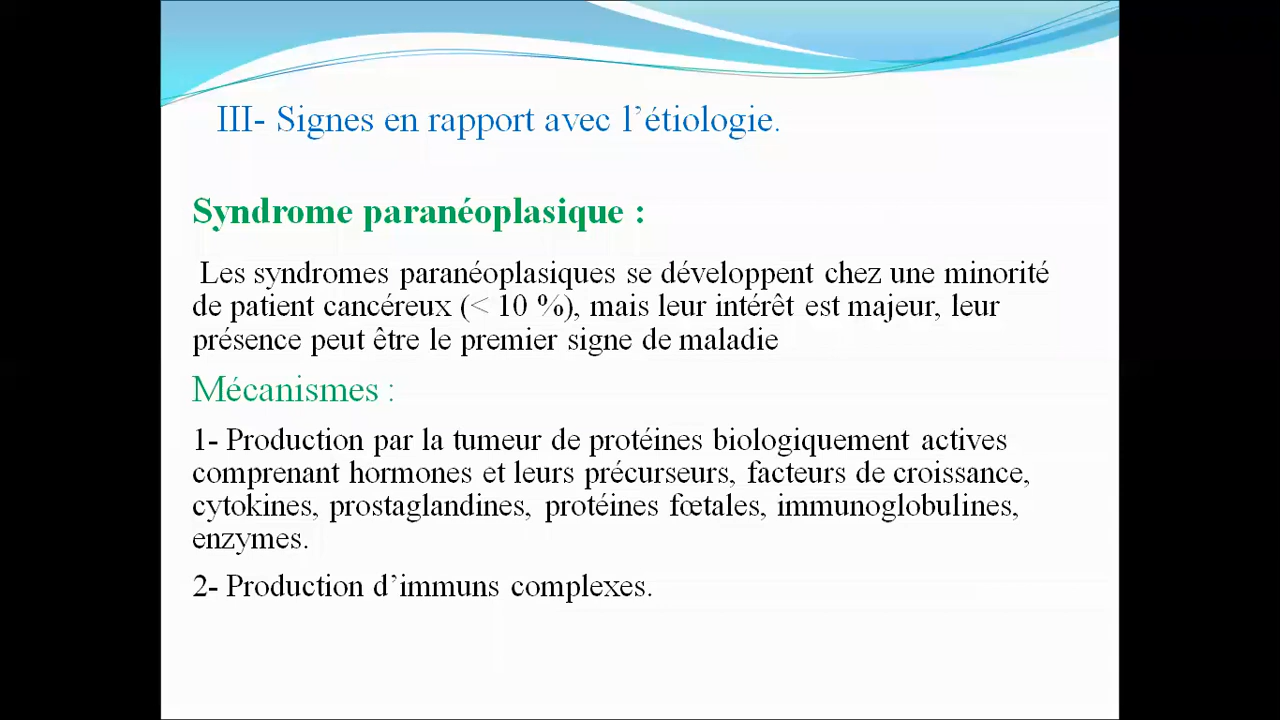 III- Signes en rapport avec l’étiologie.
Syndrome paranéoplasique :
Les syndromes paranéoplasiques se développent chez une minorité
de patient cancéreux (< 10 %), mais leur intérêt est majeur, leur
présence peut être le premier signe de maladie
Mécanismes :
1- Production par la tumeur de protéines biologiquement actives
comprenant hormones et leurs précurseurs, facteurs de croissance,
cytokines, prostaglandines, protéines fœtales, immunoglobulines,
enzymes.
2- Production d’immuns complexes.